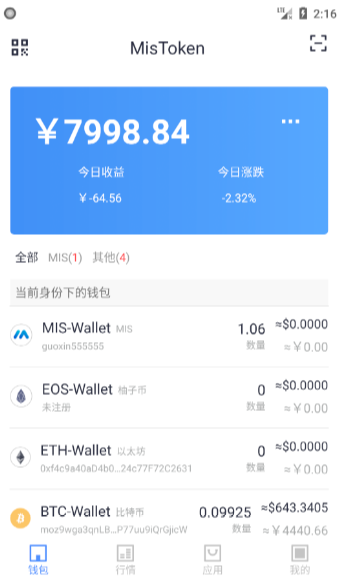 LTE 2:16
MisToken
￥7998.84
...
今日收益 今日涨跌
￥-64.56 -2.32%
全部 MIS(1) 其他(4)
当前身份下的钱包
MIS-Wallet MIS 1.06 ≈$0.0000
guoxin555555 数量 ≈￥0.00
EOS-Wallet 柚子币 0 ≈$0.0000
未注册 数量 ≈￥0.00
ETH-Wallet 以太坊 0 ≈$0.0000
0xf4c9a40aD4b0...24c77F72C2631 数量 ≈￥0.00
BTC-Wallet 比特币 0.09925 ≈$643.3405
moz9wga3qnLB...P77uu9iQrGjicW 数量 ≈￥4440.66
钱包 行情 应用 我的